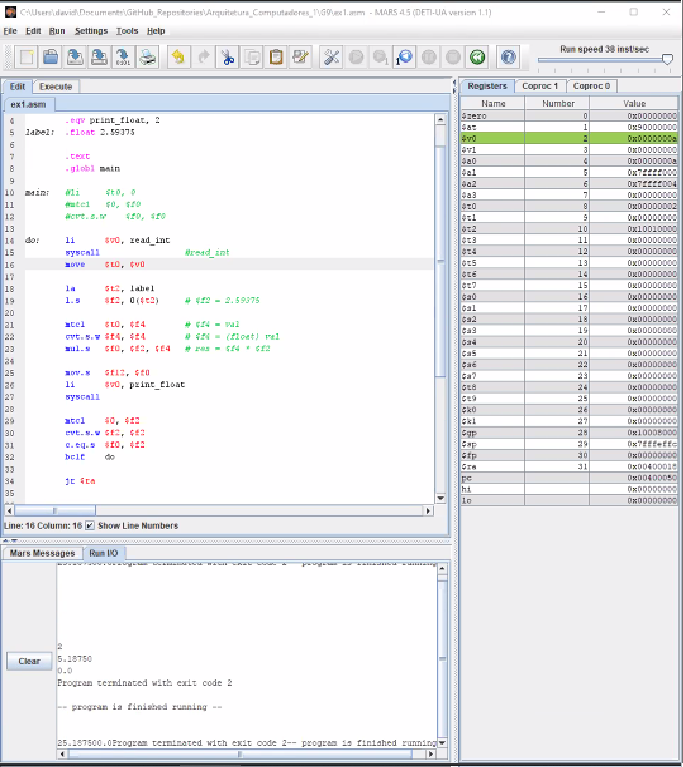 C:\Users\david\Documents\GitHub_Repositories\Arquitetura_Computadores_I\G9\ex1.asm - MARS 4.5 (DETI-UA version 1.1)
File Edit Run Settings Tools Help
Run speed 38 inst/sec
Edit Execute
ex1.asm
4 .eqv print_float, 2
5 label: .float 2.59375
6
7 .text
8 .globl main
9
10 main: #li $t0, 0
11 #mtc1 $0, $f0
12 #cvt.s.w $f0, $f0
13
14 do: li $v0, read_int
15 syscall #read_int
16 move $t0, $v0
17
18 la $t2, label
19 l.s $f2, 0($t2) # $f2 = 2.59375
20
21 mtc1 $t0, $f4 # $f4 = val
22 cvt.s.w $f4, $f4 # $f4 = (float) val
23 mul.s $f0, $f2, $f4 # res = $f4 * $f2
24
25 mov.s $f12, $f0
26 li $v0, print_float
27 syscall
28
29 mtc1 $0, $f2
30 cvt.s.w $f2, $f2
31 c.eq.s $f0, $f2
32 bc1f do
33
34 jr $ra
35
Line: 16 Column: 16 Show Line Numbers
Mars Messages Run I/O
Clear
2
5.18750
0.0
Program terminated with exit code 2
-- program is finished running --
25.187500.0Program terminated with exit code 2-- program is finished running
Registers Coproc 1 Coproc 0
Name Number Value
$zero 0 0x00000000
$at 1 0x90000000
$v0 2 0x0000000a
$v1 3 0x00000000
$a0 4 0x0000000a
$a1 5 0x7ffff000
$a2 6 0x7ffff004
$a3 7 0x00000000
$t0 8 0x00000002
$t1 9 0x00000000
$t2 10 0x10010000
$t3 11 0x00000000
$t4 12 0x00000000
$t5 13 0x00000000
$t6 14 0x00000000
$t7 15 0x00000000
$s0 16 0x00000000
$s1 17 0x00000000
$s2 18 0x00000000
$s3 19 0x00000000
$s4 20 0x00000000
$s5 21 0x00000000
$s6 22 0x00000000
$s7 23 0x00000000
$t8 24 0x00000000
$t9 25 0x00000000
$k0 26 0x00000000
$k1 27 0x00000000
$gp 28 0x10008000
$sp 29 0x7fffeffc
$fp 30 0x00000000
$ra 31 0x00400018
pc 0x00400050
hi 0x00000000
lo 0x00000000